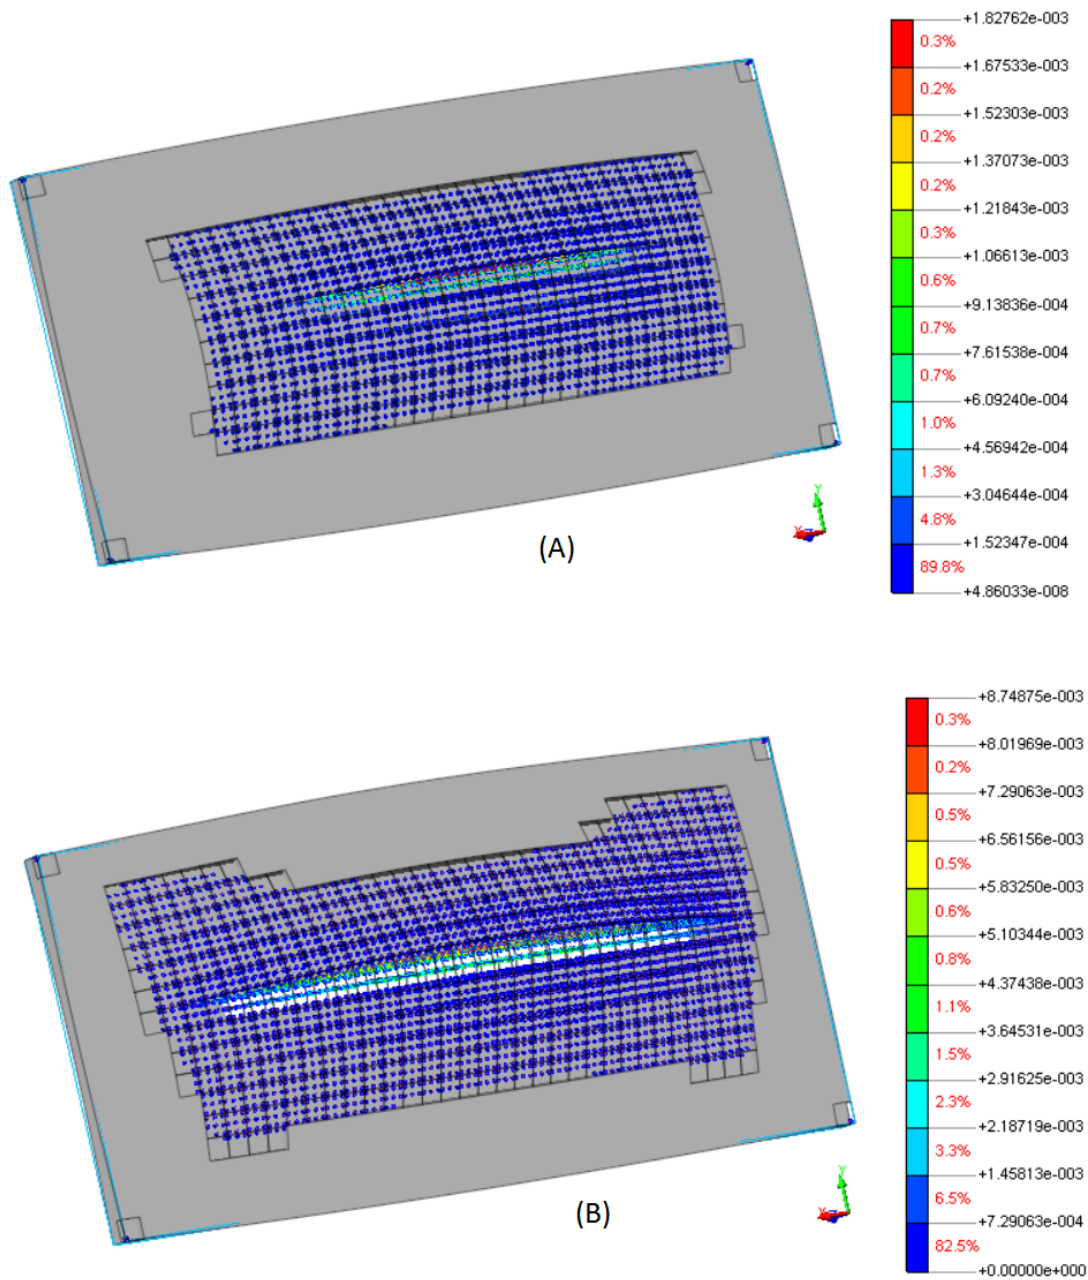 +1.82762e-003
0.3%
+1.67533e-003
0.2%
+1.52303e-003
0.2%
+1.37073e-003
0.2%
+1.21843e-003
0.3%
+1.06613e-003
0.6%
+9.13836e-004
0.7%
+7.61538e-004
0.7%
+6.09240e-004
1.0%
+4.56942e-004
1.3%
+3.04644e-004
4.8%
+1.52347e-004
89.8%
+4.86033e-008
Y
X
(A)
+8.74875e-003
0.3%
+8.01969e-003
0.2%
+7.29063e-003
0.5%
+6.56156e-003
0.5%
+5.83250e-003
0.6%
+5.10344e-003
0.8%
+4.37438e-003
1.1%
+3.64531e-003
1.5%
+2.91625e-003
2.3%
+2.18719e-003
3.3%
+1.45813e-003
6.5%
+7.29063e-004
82.5%
+0.00000e+000
Y
X
(B)